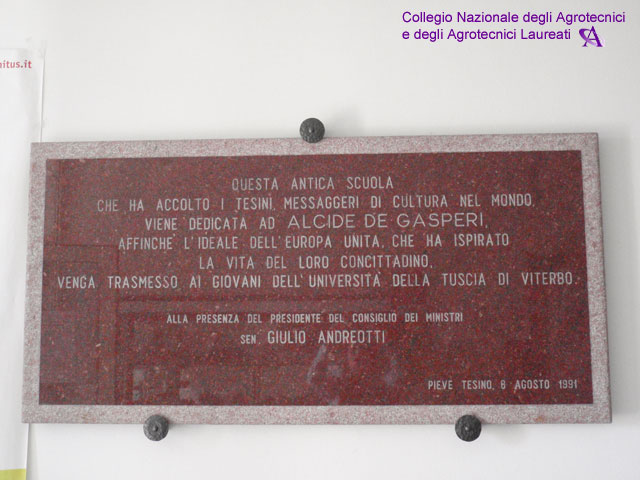 Collegio Nazionale degli Agrotecnici
e degli Agrotecnici Laureati
nitus.it
QUESTA ANTICA SCUOLA
CHE HA ACCOLTO I TESINI, MESSAGGERI DI CULTURA NEL MONDO,
VIENE DEDICATA AD ALCIDE DE GASPERI,
AFFINCHE' L'IDEALE DELL'EUROPA UNITA, CHE HA ISPIRATO
LA VITA DEL LORO CONCITTADINO,
VENGA TRASMESSO AI GIOVANI DELL'UNIVERSITA' DELLA TUSCIA DI VITERBO.
ALLA PRESENZA DEL PRESIDENTE DEL CONSIGLIO DEI MINISTRI
SEN. GIULIO ANDREOTTI
PIEVE TESINO, 6 AGOSTO 1991